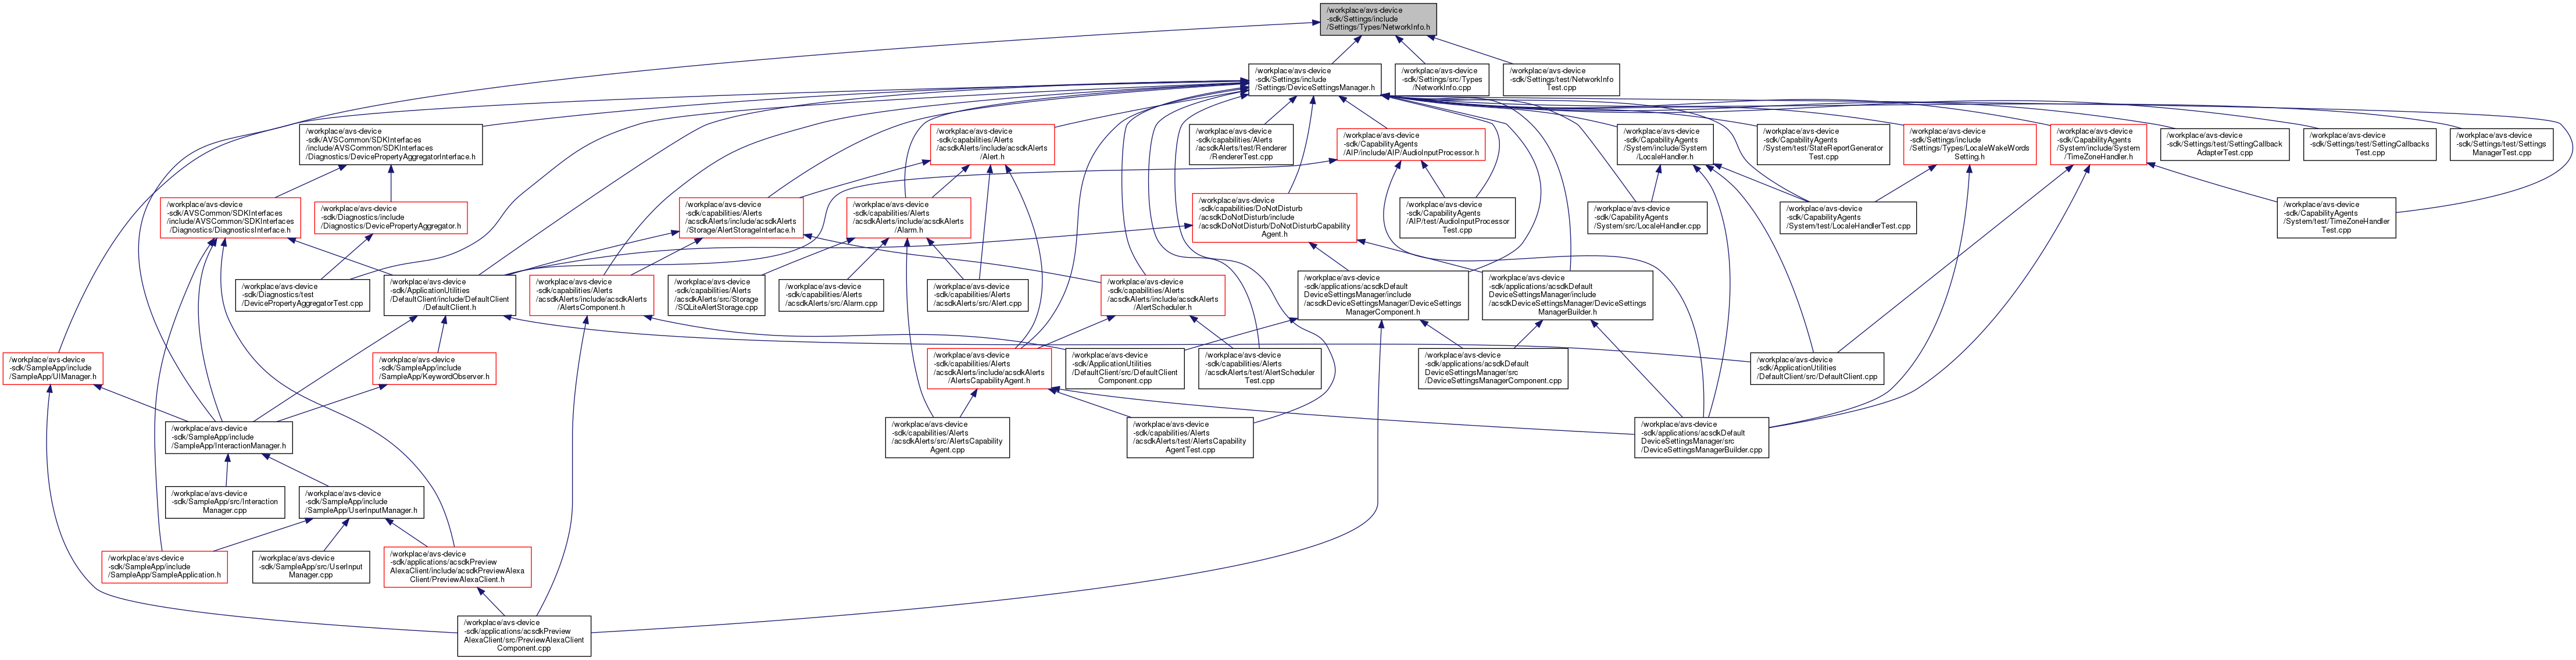 /workplace/avs-device
-sdk/Settings/include
/Settings/Types/NetworkInfo.h
/workplace/avs-device
-sdk/Settings/include
/Settings/DeviceSettingsManager.h
/workplace/avs-device
-sdk/Settings/src/Types
/NetworkInfo.cpp
/workplace/avs-device
-sdk/Settings/test/NetworkInfo
Test.cpp
/workplace/avs-device
-sdk/AVSCommon/SDKInterfaces
/include/AVSCommon/SDKInterfaces
/Diagnostics/DevicePropertyAggregatorInterface.h
/workplace/avs-device
-sdk/capabilities/Alerts
/acsdkAlerts/include/acsdkAlerts
/Alert.h
/workplace/avs-device
-sdk/capabilities/Alerts
/acsdkAlerts/test/Renderer
/RendererTest.cpp
/workplace/avs-device
-sdk/CapabilityAgents
/AIP/include/AIP/AudioInputProcessor.h
/workplace/avs-device
-sdk/CapabilityAgents
/System/include/System
/LocaleHandler.h
/workplace/avs-device
-sdk/CapabilityAgents
/System/test/StateReportGenerator
Test.cpp
/workplace/avs-device
-sdk/Settings/include
/Settings/Types/LocaleWakeWords
Setting.h
/workplace/avs-device
-sdk/CapabilityAgents
/System/include/System
/TimeZoneHandler.h
/workplace/avs-device
-sdk/Settings/test/SettingCallback
AdapterTest.cpp
/workplace/avs-device
-sdk/Settings/test/SettingCallbacks
Test.cpp
/workplace/avs-device
-sdk/Settings/test/Settings
ManagerTest.cpp
/workplace/avs-device
-sdk/AVSCommon/SDKInterfaces
/include/AVSCommon/SDKInterfaces
/Diagnostics/DiagnosticsInterface.h
/workplace/avs-device
-sdk/Diagnostics/include
/Diagnostics/DevicePropertyAggregator.h
/workplace/avs-device
-sdk/capabilities/Alerts
/acsdkAlerts/include/acsdkAlerts
/Storage/AlertStorageInterface.h
/workplace/avs-device
-sdk/capabilities/Alerts
/acsdkAlerts/include/acsdkAlerts
/Alarm.h
/workplace/avs-device
-sdk/capabilities/DoNotDisturb
/acsdkDoNotDisturb/include
/acsdkDoNotDisturb/DoNotDisturbCapability
Agent.h
/workplace/avs-device
-sdk/CapabilityAgents
/AIP/test/AudioInputProcessor
Test.cpp
/workplace/avs-device
-sdk/CapabilityAgents
/System/src/LocaleHandler.cpp
/workplace/avs-device
-sdk/CapabilityAgents
/System/test/LocaleHandlerTest.cpp
/workplace/avs-device
-sdk/CapabilityAgents
/System/test/TimeZoneHandler
Test.cpp
/workplace/avs-device
-sdk/Diagnostics/test
/DevicePropertyAggregatorTest.cpp
/workplace/avs-device
-sdk/ApplicationUtilities
/DefaultClient/include/DefaultClient
/DefaultClient.h
/workplace/avs-device
-sdk/capabilities/Alerts
/acsdkAlerts/include/acsdkAlerts
/AlertsComponent.h
/workplace/avs-device
-sdk/capabilities/Alerts
/acsdkAlerts/src/Storage
/SQLiteAlertStorage.cpp
/workplace/avs-device
-sdk/capabilities/Alerts
/acsdkAlerts/src/Alarm.cpp
/workplace/avs-device
-sdk/capabilities/Alerts
/acsdkAlerts/src/Alert.cpp
/workplace/avs-device
-sdk/capabilities/Alerts
/acsdkAlerts/include/acsdkAlerts
/AlertScheduler.h
/workplace/avs-device
-sdk/applications/acsdkDefault
DeviceSettingsManager/include
/acsdkDeviceSettingsManager/DeviceSettings
ManagerComponent.h
/workplace/avs-device
-sdk/applications/acsdkDefault
DeviceSettingsManager/include
/acsdkDeviceSettingsManager/DeviceSettings
ManagerBuilder.h
/workplace/avs-device
-sdk/SampleApp/include
/SampleApp/UIManager.h
/workplace/avs-device
-sdk/SampleApp/include
/SampleApp/KeywordObserver.h
/workplace/avs-device
-sdk/capabilities/Alerts
/acsdkAlerts/include/acsdkAlerts
/AlertsCapabilityAgent.h
/workplace/avs-device
-sdk/ApplicationUtilities
/DefaultClient/src/DefaultClient
Component.cpp
/workplace/avs-device
-sdk/capabilities/Alerts
/acsdkAlerts/test/AlertScheduler
Test.cpp
/workplace/avs-device
-sdk/applications/acsdkDefault
DeviceSettingsManager/src
/DeviceSettingsManagerComponent.cpp
/workplace/avs-device
-sdk/ApplicationUtilities
/DefaultClient/src/DefaultClient.cpp
/workplace/avs-device
-sdk/SampleApp/include
/SampleApp/InteractionManager.h
/workplace/avs-device
-sdk/capabilities/Alerts
/acsdkAlerts/src/AlertsCapability
Agent.cpp
/workplace/avs-device
-sdk/capabilities/Alerts
/acsdkAlerts/test/AlertsCapability
AgentTest.cpp
/workplace/avs-device
-sdk/applications/acsdkDefault
DeviceSettingsManager/src
/DeviceSettingsManagerBuilder.cpp
/workplace/avs-device
-sdk/SampleApp/src/Interaction
Manager.cpp
/workplace/avs-device
-sdk/SampleApp/include
/SampleApp/UserInputManager.h
/workplace/avs-device
-sdk/SampleApp/include
/SampleApp/SampleApplication.h
/workplace/avs-device
-sdk/SampleApp/src/UserInput
Manager.cpp
/workplace/avs-device
-sdk/applications/acsdkPreview
AlexaClient/include/acsdkPreviewAlexa
Client/PreviewAlexaClient.h
/workplace/avs-device
-sdk/applications/acsdkPreview
AlexaClient/src/PreviewAlexaClient
Component.cpp